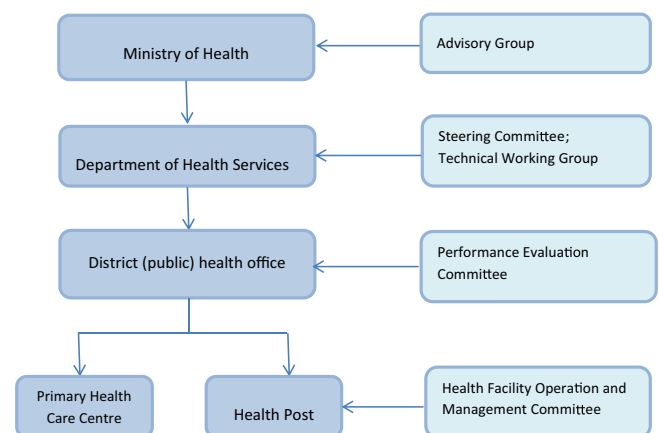 Ministry of Health
Advisory Group
Department of Health Services
Steering Committee;
Technical Working Group
District (public) health office
Performance Evaluation
Committee
Primary Health
Care Centre
Health Post
Health Facility Operation and
Management Committee